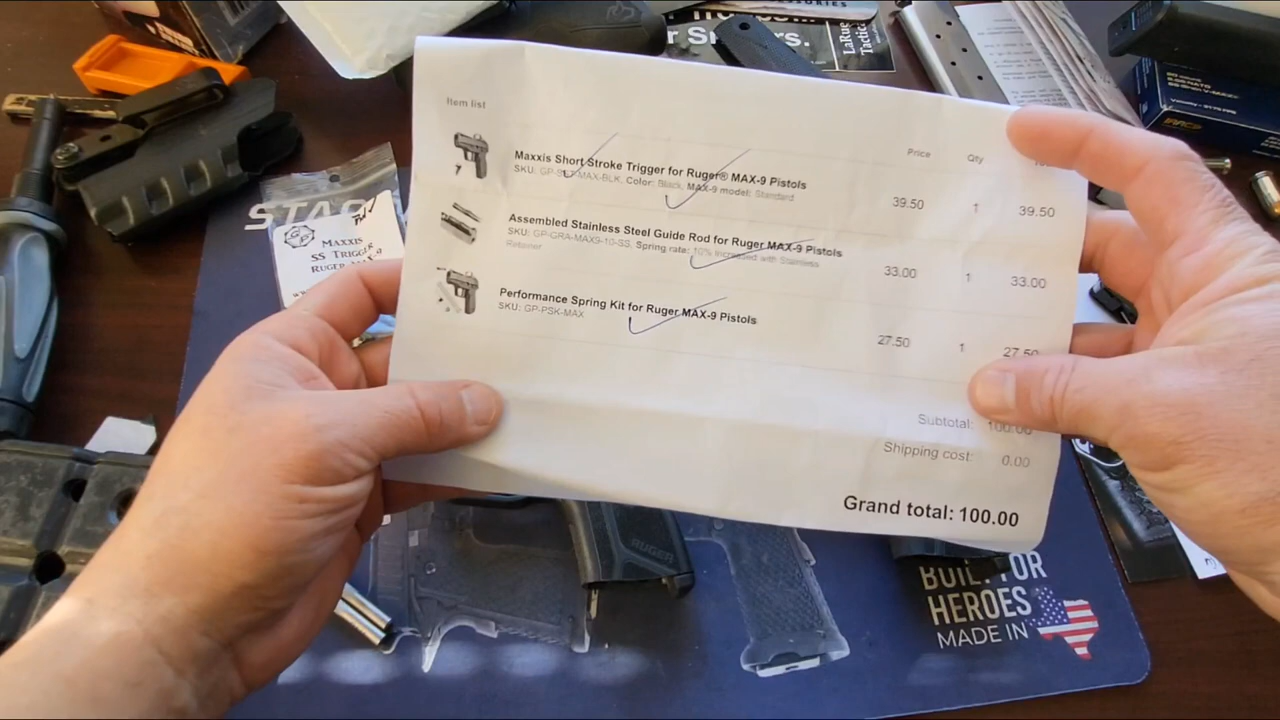 r Snipers.
LaRue
Tactic
Item list
Price
Qty
Maxxis Short Stroke Trigger for Ruger® MAX-9 Pistols
SKU: GP-SST-MAX-BLK, Color: Black, MAX-9 model: Standard
39.50
1
39.50
Assembled Stainless Steel Guide Rod for Ruger MAX-9 Pistols
SKU: GP-GRA-MAX9-10-SS, Spring rate: 10% Increased with Stainless
Retainer
33.00
1
33.00
Performance Spring Kit for Ruger MAX-9 Pistols
SKU: GP-PSK-MAX
27.50
1
27.50
Subtotal:
100.00
Shipping cost:
0.00
Grand total: 100.00
MAXXIS
SS TRIGGER
RUGER
RUGER
BUILT FOR
HEROES
MADE IN